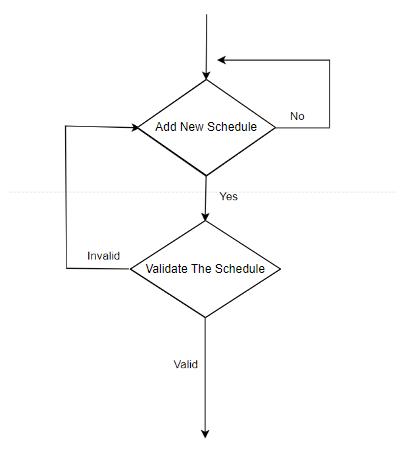 No
Add New Schedule
Yes
Invalid
Validate The Schedule
Valid